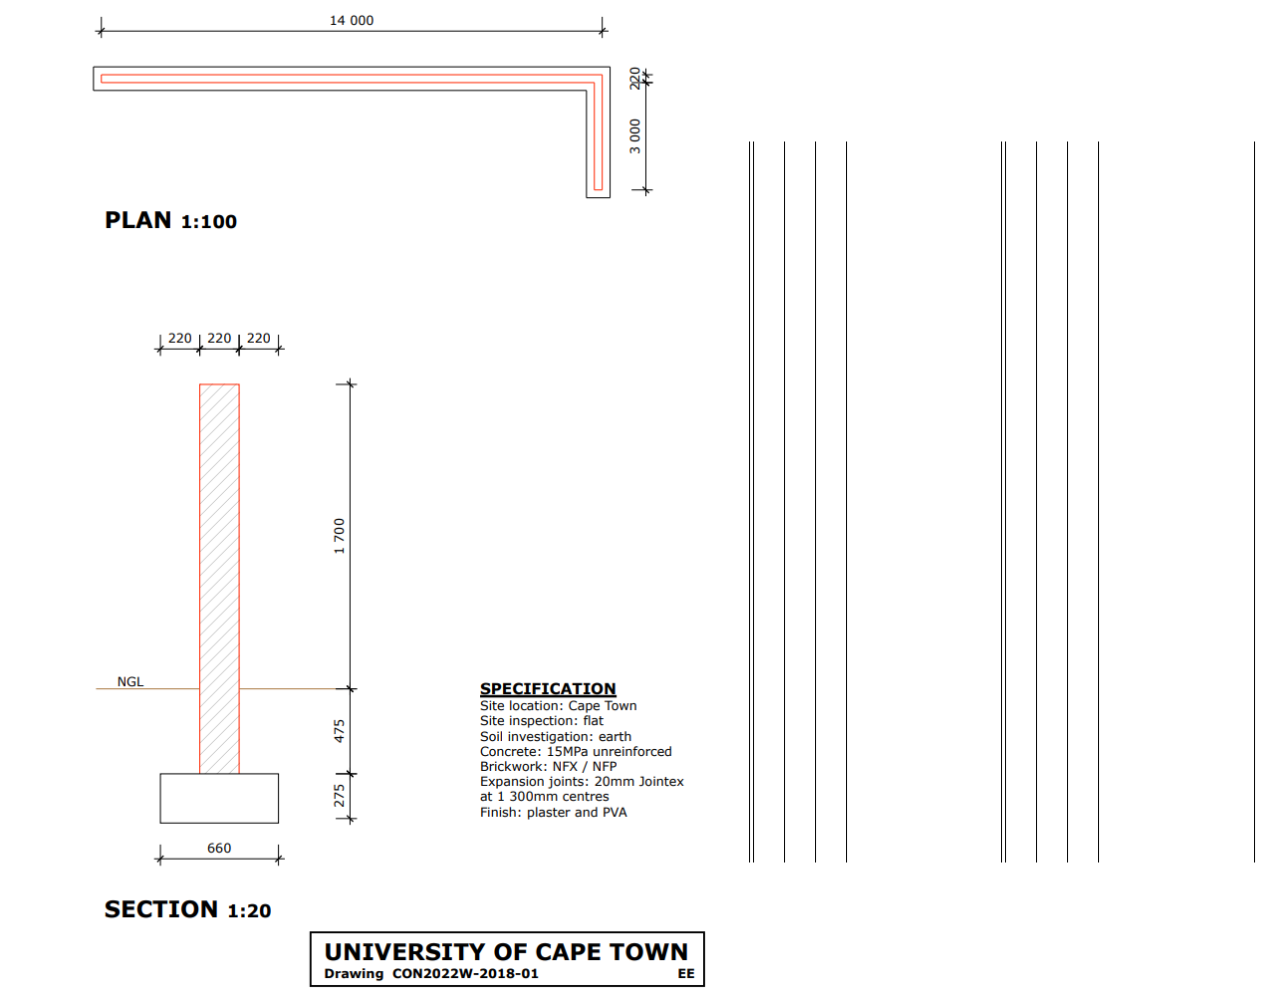 14 000
220
3 000
PLAN 1:100
220 220 220
1 700
NGL
475
275
660
SPECIFICATION
Site location: Cape Town
Site inspection: flat
Soil investigation: earth
Concrete: 15MPa unreinforced
Brickwork: NFX / NFP
Expansion joints: 20mm Jointex
at 1 300mm centres
Finish: plaster and PVA
SECTION 1:20
UNIVERSITY OF CAPE TOWN
Drawing CON2022W-2018-01 EE